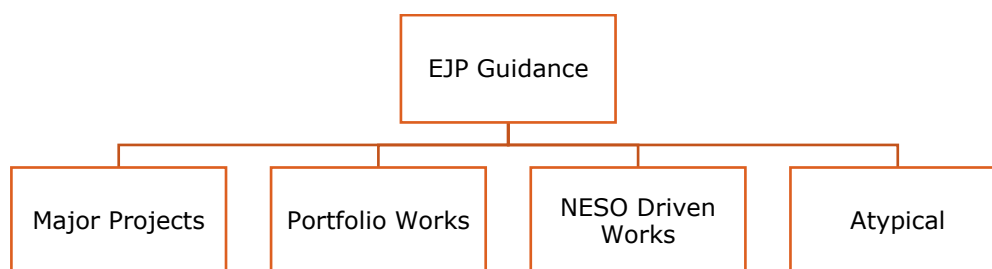 EJP Guidance
Major Projects
Portfolio Works
NESO Driven
Works
Atypical